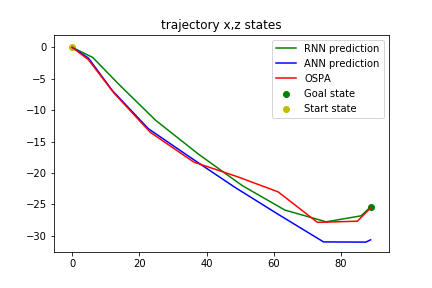 trajectory x,z states
RNN prediction
ANN prediction
OSPA
Goal state
Start state
0
−5
−10
−15
−20
−25
−30
0 20 40 60 80